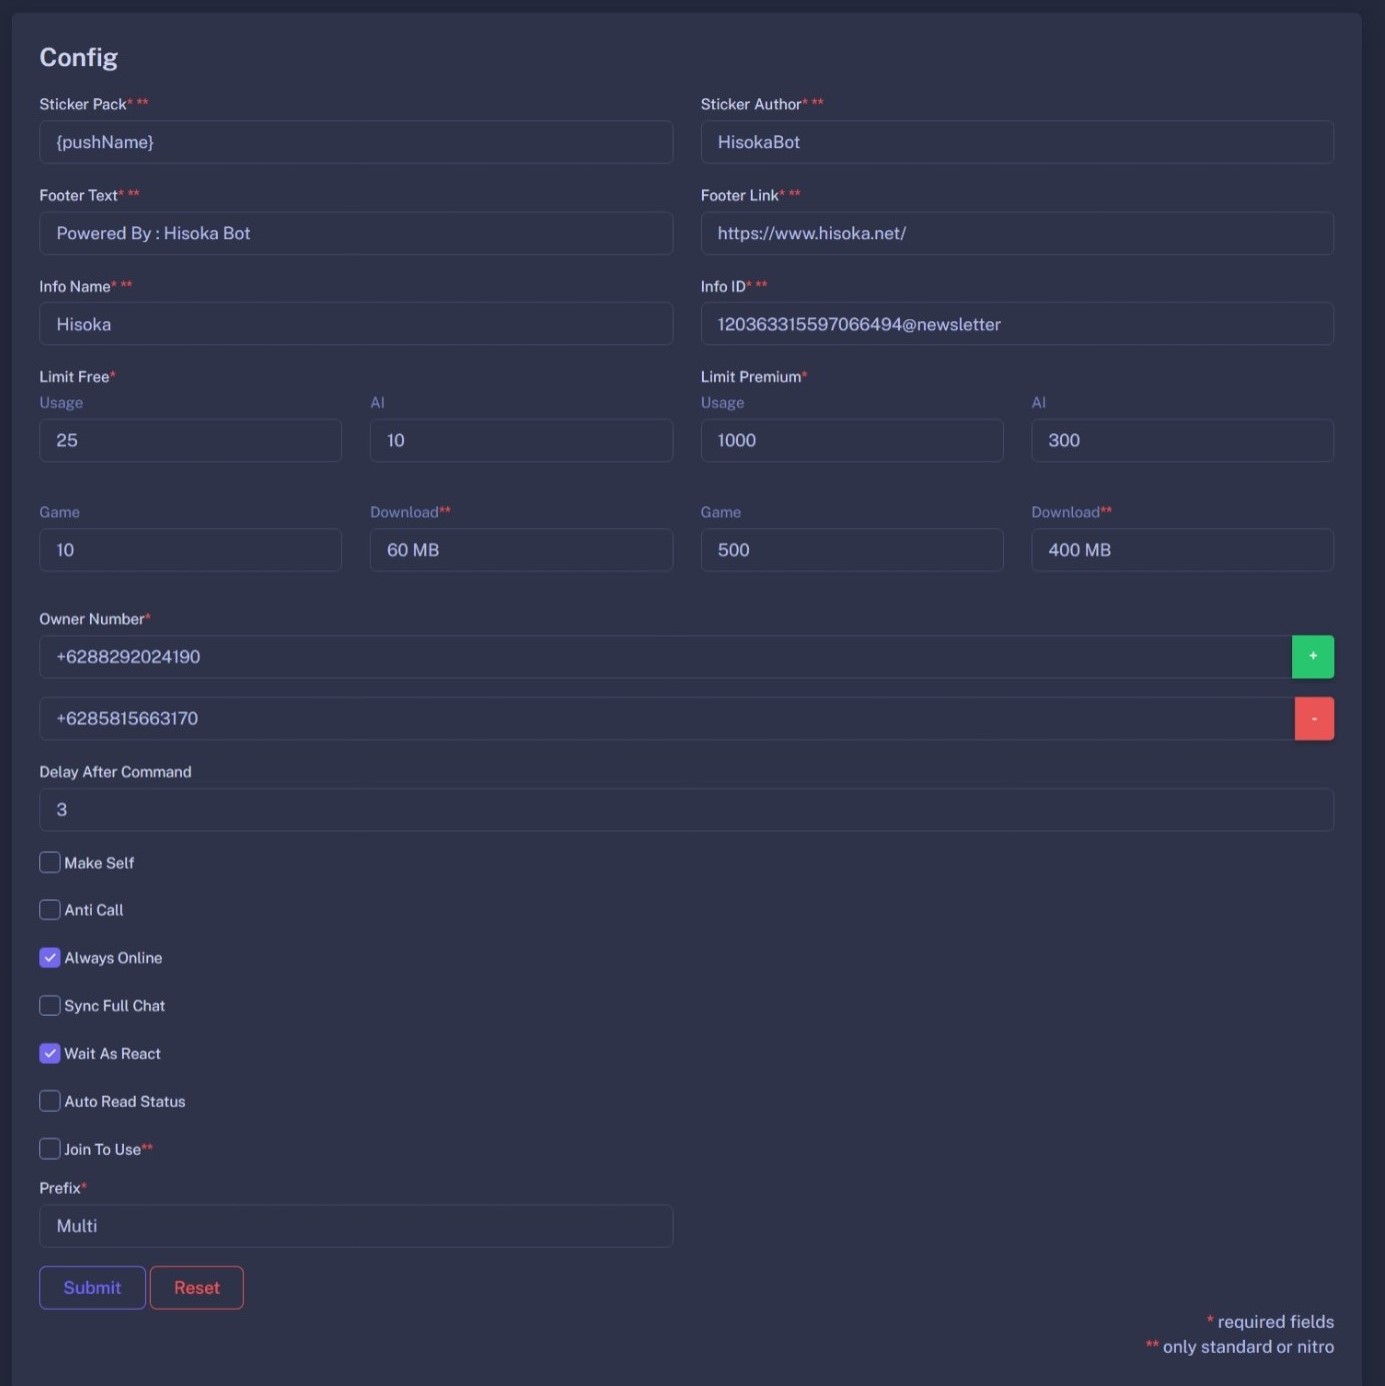 Config
Sticker Pack* **
Sticker Author* **
{pushName}
HisokaBot
Footer Text* **
Footer Link* **
Powered By : Hisoka Bot
https://www.hisoka.net/
Info Name* **
Info ID* **
Hisoka
120363315597066494@newsletter
Limit Free*
Limit Premium*
Usage
AI
Usage
AI
25
10
1000
300
Game
Download**
Game
Download**
10
60 MB
500
400 MB
Owner Number*
+6288292024190
+
+6285815663170
-
Delay After Command
3
Make Self
Anti Call
Always Online
Sync Full Chat
Wait As React
Auto Read Status
Join To Use**
Prefix*
Multi
Submit
Reset
* required fields
** only standard or nitro